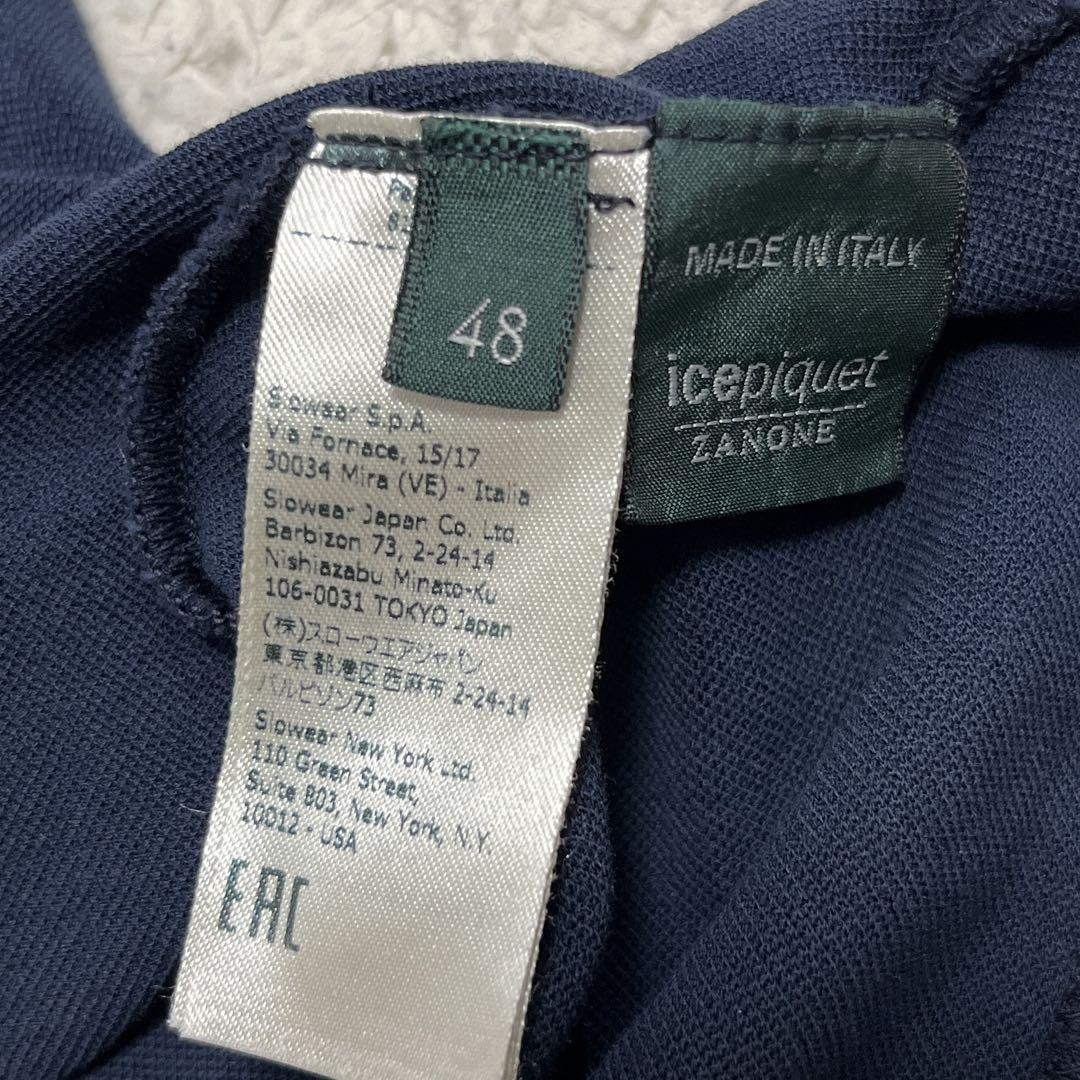 48
Slowear S.p.A.
Via Fornace, 15/17
30034 Mira (VE) - Italia
Slowear Japan Co. Ltd.
Barbizon 73, 2-24-14
Nishiazabu Minato-Ku
106-0031 TOKYO Japan
(株)スローウエアジャパン
東京都港区西麻布 2-24-14
バルビゾン73
Slowear New York Ltd.
110 Green Street,
Suite 803, New York, N.Y.
10012 - USA
EAC
MADE IN ITALY
icepiquet
ZANONE